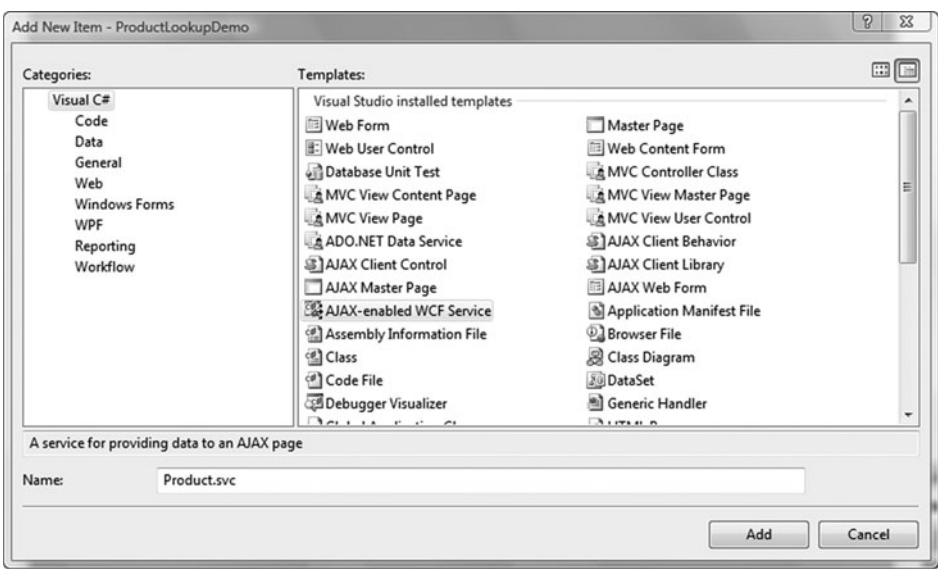 Add New Item - ProductLookupDemo
Categories:
Visual C#
Code
Data
General
Web
Windows Forms
WPF
Reporting
Workflow
Templates:
Visual Studio installed templates
Web Form
Master Page
Web User Control
Web Content Form
Database Unit Test
MVC Controller Class
MVC View Content Page
MVC View Master Page
MVC View Page
MVC View User Control
ADO.NET Data Service
AJAX Client Behavior
AJAX Client Control
AJAX Client Library
AJAX Master Page
AJAX Web Form
AJAX-enabled WCF Service
Application Manifest File
Assembly Information File
Browser File
Class
Class Diagram
Code File
DataSet
Debugger Visualizer
Generic Handler
A service for providing data to an AJAX page
Name:
Product.svc
Add
Cancel